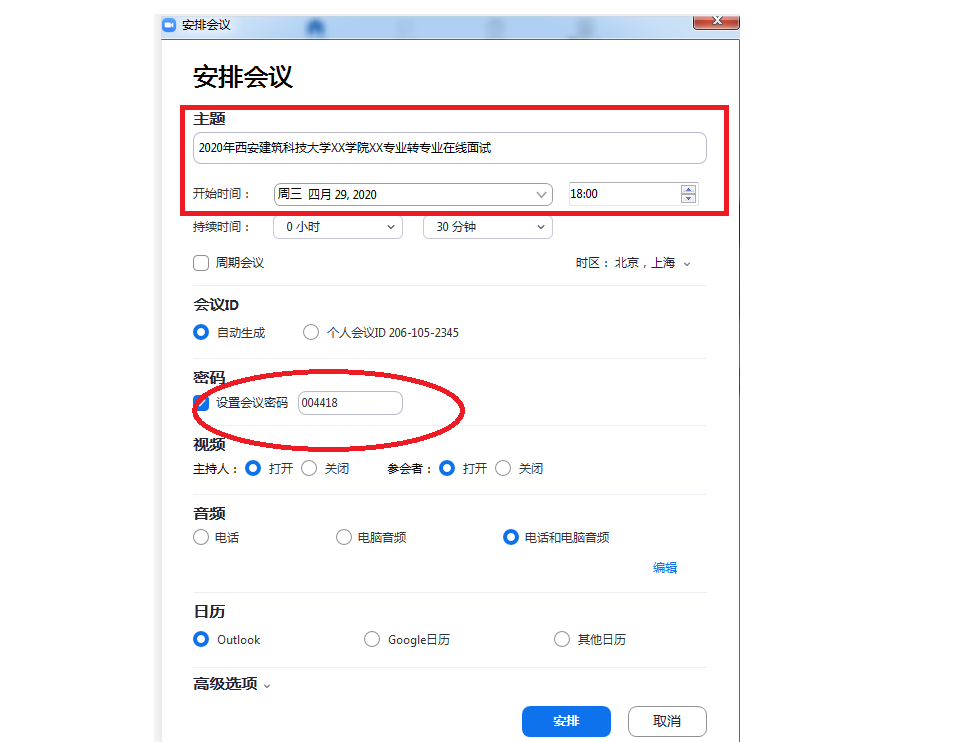 安排会议
安排会议
主题
2020年西安建筑科技大学XX学院XX专业转专业在线面试
开始时间： 周三 四月 29, 2020 18:00
持续时间： 0 小时 30 分钟
周期会议 时区： 北京，上海
会议ID
自动生成 个人会议ID 206-105-2345
密码
设置会议密码 004418
视频
主持人： 打开 关闭 参会者： 打开 关闭
音频
电话 电脑音频 电话和电脑音频
编辑
日历
Outlook Google日历 其他日历
高级选项
安排 取消